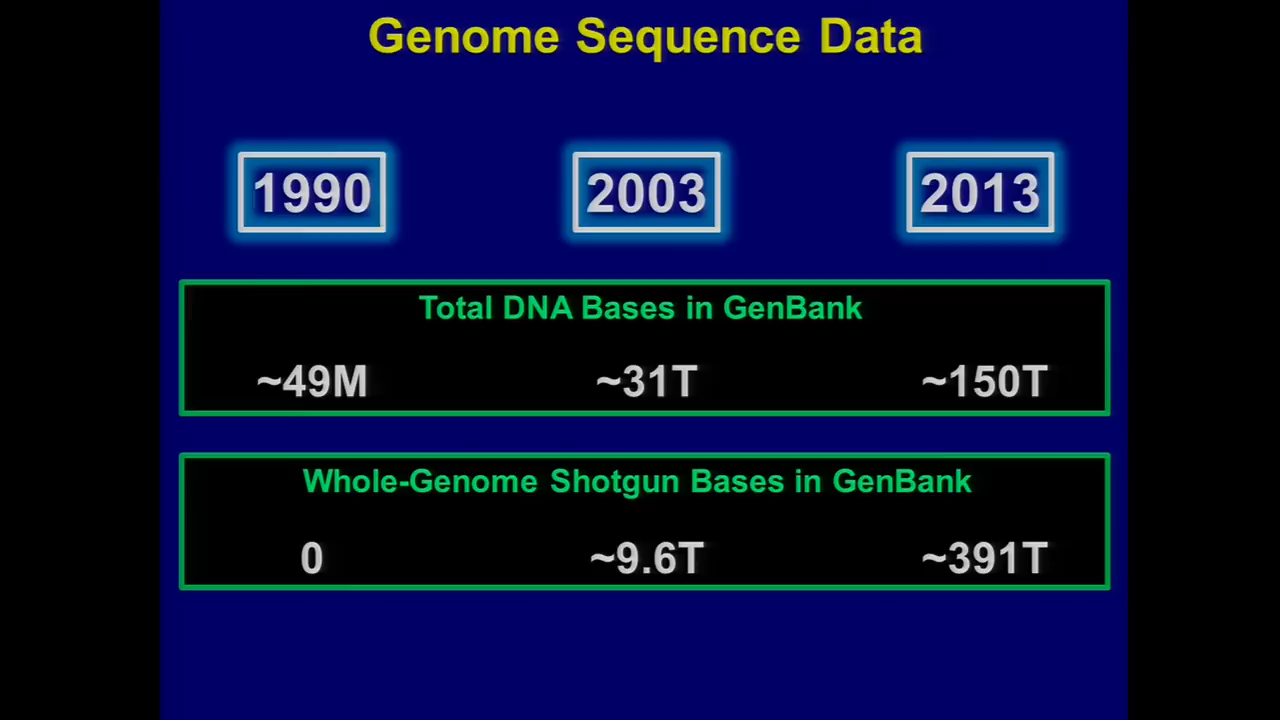 Genome Sequence Data
1990 2003 2013
Total DNA Bases in GenBank
~49M ~31T ~150T
Whole-Genome Shotgun Bases in GenBank
0 ~9.6T ~391T